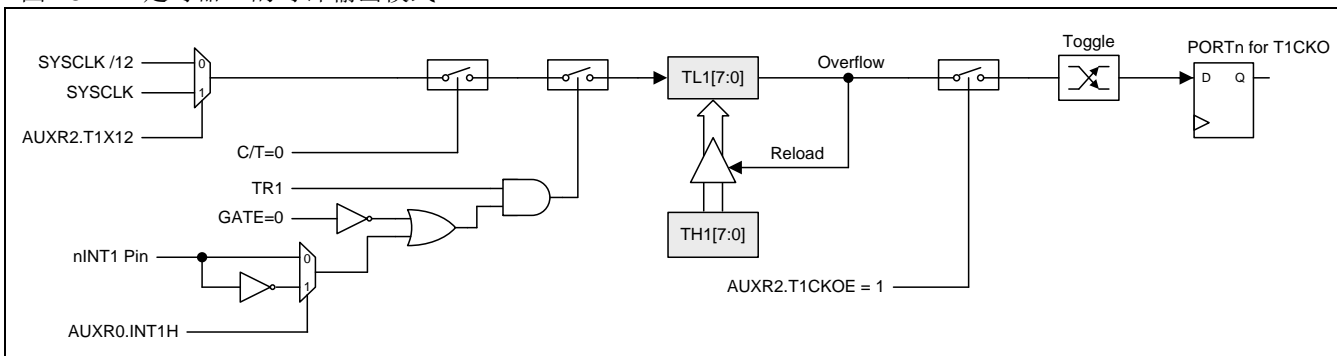 Toggle
PORTn for T1CKO
SYSCLK /12
0
SYSCLK
1
Overflow
TL1[7:0]
D
Q
AUXR2.T1X12
C/T=0
Reload
TR1
GATE=0
TH1[7:0]
nINT1 Pin
0
1
AUXR2.T1CKOE = 1
AUXR0.INT1H